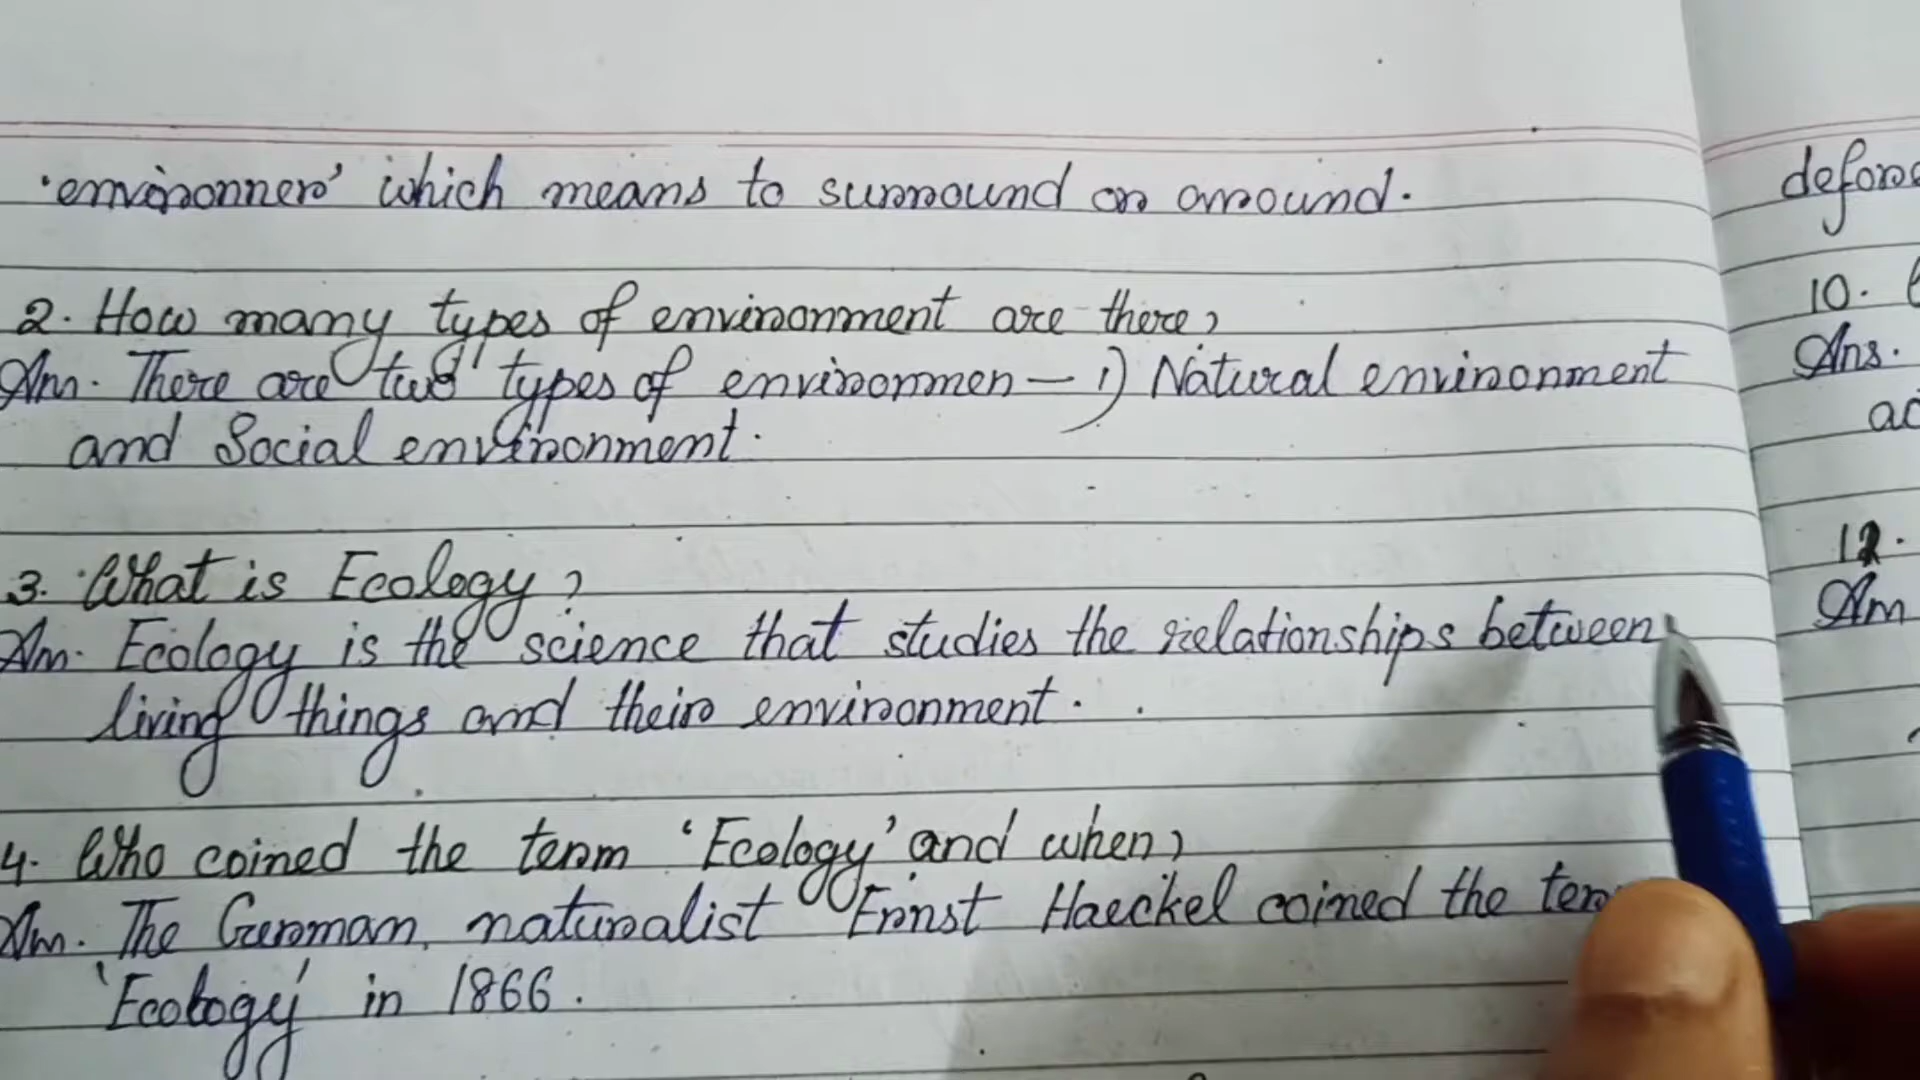 'environner' which means to surround or around.
2. How many types of environment are there?
Ans. There are two types of environmen — 1) Natural environment
and Social environment.
3. What is Ecology?
Ans. Ecology is the science that studies the relationships between
living things and their environment.
4. Who coined the term 'Ecology' and when?
Ans. The German naturalist Ernst Haeckel coined the ter
'Ecology' in 1866.
10.
Ans.
12.
Ans